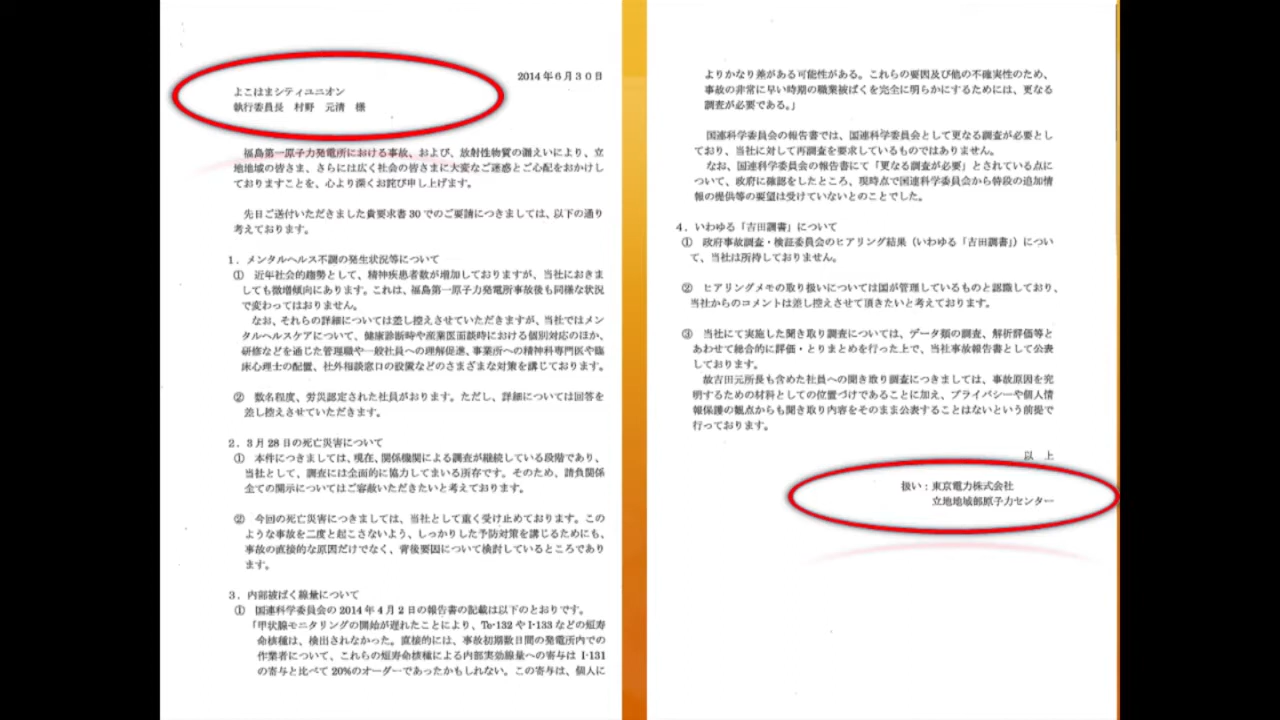 2014年6月30日
よこはまシティユニオン
執行委員長 村野 元清 様
福島第一原子力発電所における事故、および、放射性物質の漏えいにより、立
地地域の皆さま、さらには広く社会の皆さまに大変なご迷惑とご心配をおかけし
ておりますことを、心より深くお詫び申し上げます。
先日ご送付いただきました貴要求書30でのご要請につきましては、以下の通り
考えております。
1．メンタルヘルス不調の発生状況等について
① 近年社会的趨勢として、精神疾患者数が増加しておりますが、当社におきま
しても微増傾向にあります。これは、福島第一原子力発電所事故後も同様な状況
で変わってはおりません。
なお、それらの詳細については差し控えさせていただきますが、当社ではメン
タルヘルスケアについて、健康診断時や産業医面談時における個別対応のほか、
研修などを通じた管理職や一般社員への理解促進、事業所への精神科専門医や臨
床心理士の配置、社外相談窓口の設置などのさまざまな対策を講じております。
② 数名程度、労災認定された社員がおります。ただし、詳細については回答を
差し控えさせていただきます。
2．3月28日の死亡災害について
① 本件につきましては、現在、関係機関による調査が継続している段階であり、
当社として、調査には全面的に協力してまいる所存です。そのため、請負関係
全ての開示についてはご容赦いただきたいと考えております。
② 今回の死亡災害につきましては、当社として重く受け止めております。この
ような事故を二度と起こさないよう、しっかりした予防対策を講じるためにも、
事故の直接的な原因だけでなく、背後要因について検討しているところであり
ます。
3．内部被ばく線量について
① 国連科学委員会の2014年4月2日の報告書の記載は以下のとおりです。
「甲状腺モニタリングの開始が遅れたことにより、Te-132やI-133などの短寿
命核種は、検出されなかった。直接的には、事故初期数日間の発電所内での
作業者について、これらの短寿命核種による内部実効線量への寄与はI-131
の寄与と比べて20%のオーダーであったかもしれない。この寄与は、個人に
よりかなり差がある可能性がある。これらの要因及び他の不確実性のため、
事故の非常に早い時期の職業被ばくを完全に明らかにするためには、更なる
調査が必要である。」
国連科学委員会の報告書では、国連科学委員会として更なる調査が必要とし
ており、当社に対して再調査を要求しているものではありません。
なお、国連科学委員会の報告書にて「更なる調査が必要」とされている点に
ついて、政府に確認をしたところ、現時点で国連科学委員会から特段の追加情
報の提供等の要望は受けていないとのことでした。
4．いわゆる「吉田調書」について
① 政府事故調査・検証委員会のヒアリング結果（いわゆる「吉田調書」）につい
て、当社は所持しておりません。
② ヒアリングメモの取り扱いについては国が管理しているものと認識しており、
当社からのコメントは差し控えさせて頂きたいと考えております。
③ 当社にて実施した聞き取り調査については、データ類の調査、解析評価等と
あわせて総合的に評価・とりまとめを行った上で、当社事故報告書として公表
しております。
故吉田元所長も含めた社員への聞き取り調査につきましては、事故原因を究
明するための材料としての位置づけであることに加え、プライバシーや個人情
報保護の観点からも聞き取り内容をそのまま公表することはないという前提で
行っております。
以 上
扱い：東京電力株式会社
立地地域部原子力センター